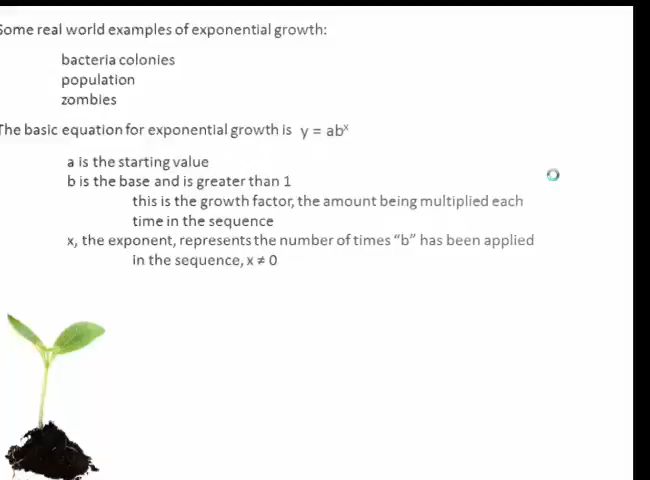 Some real world examples of exponential growth:
bacteria colonies
population
zombies
The basic equation for exponential growth is y = abˣ
a is the starting value
b is the base and is greater than 1
this is the growth factor, the amount being multiplied each
time in the sequence
x, the exponent, represents the number of times “b” has been applied
in the sequence, x ≠ 0